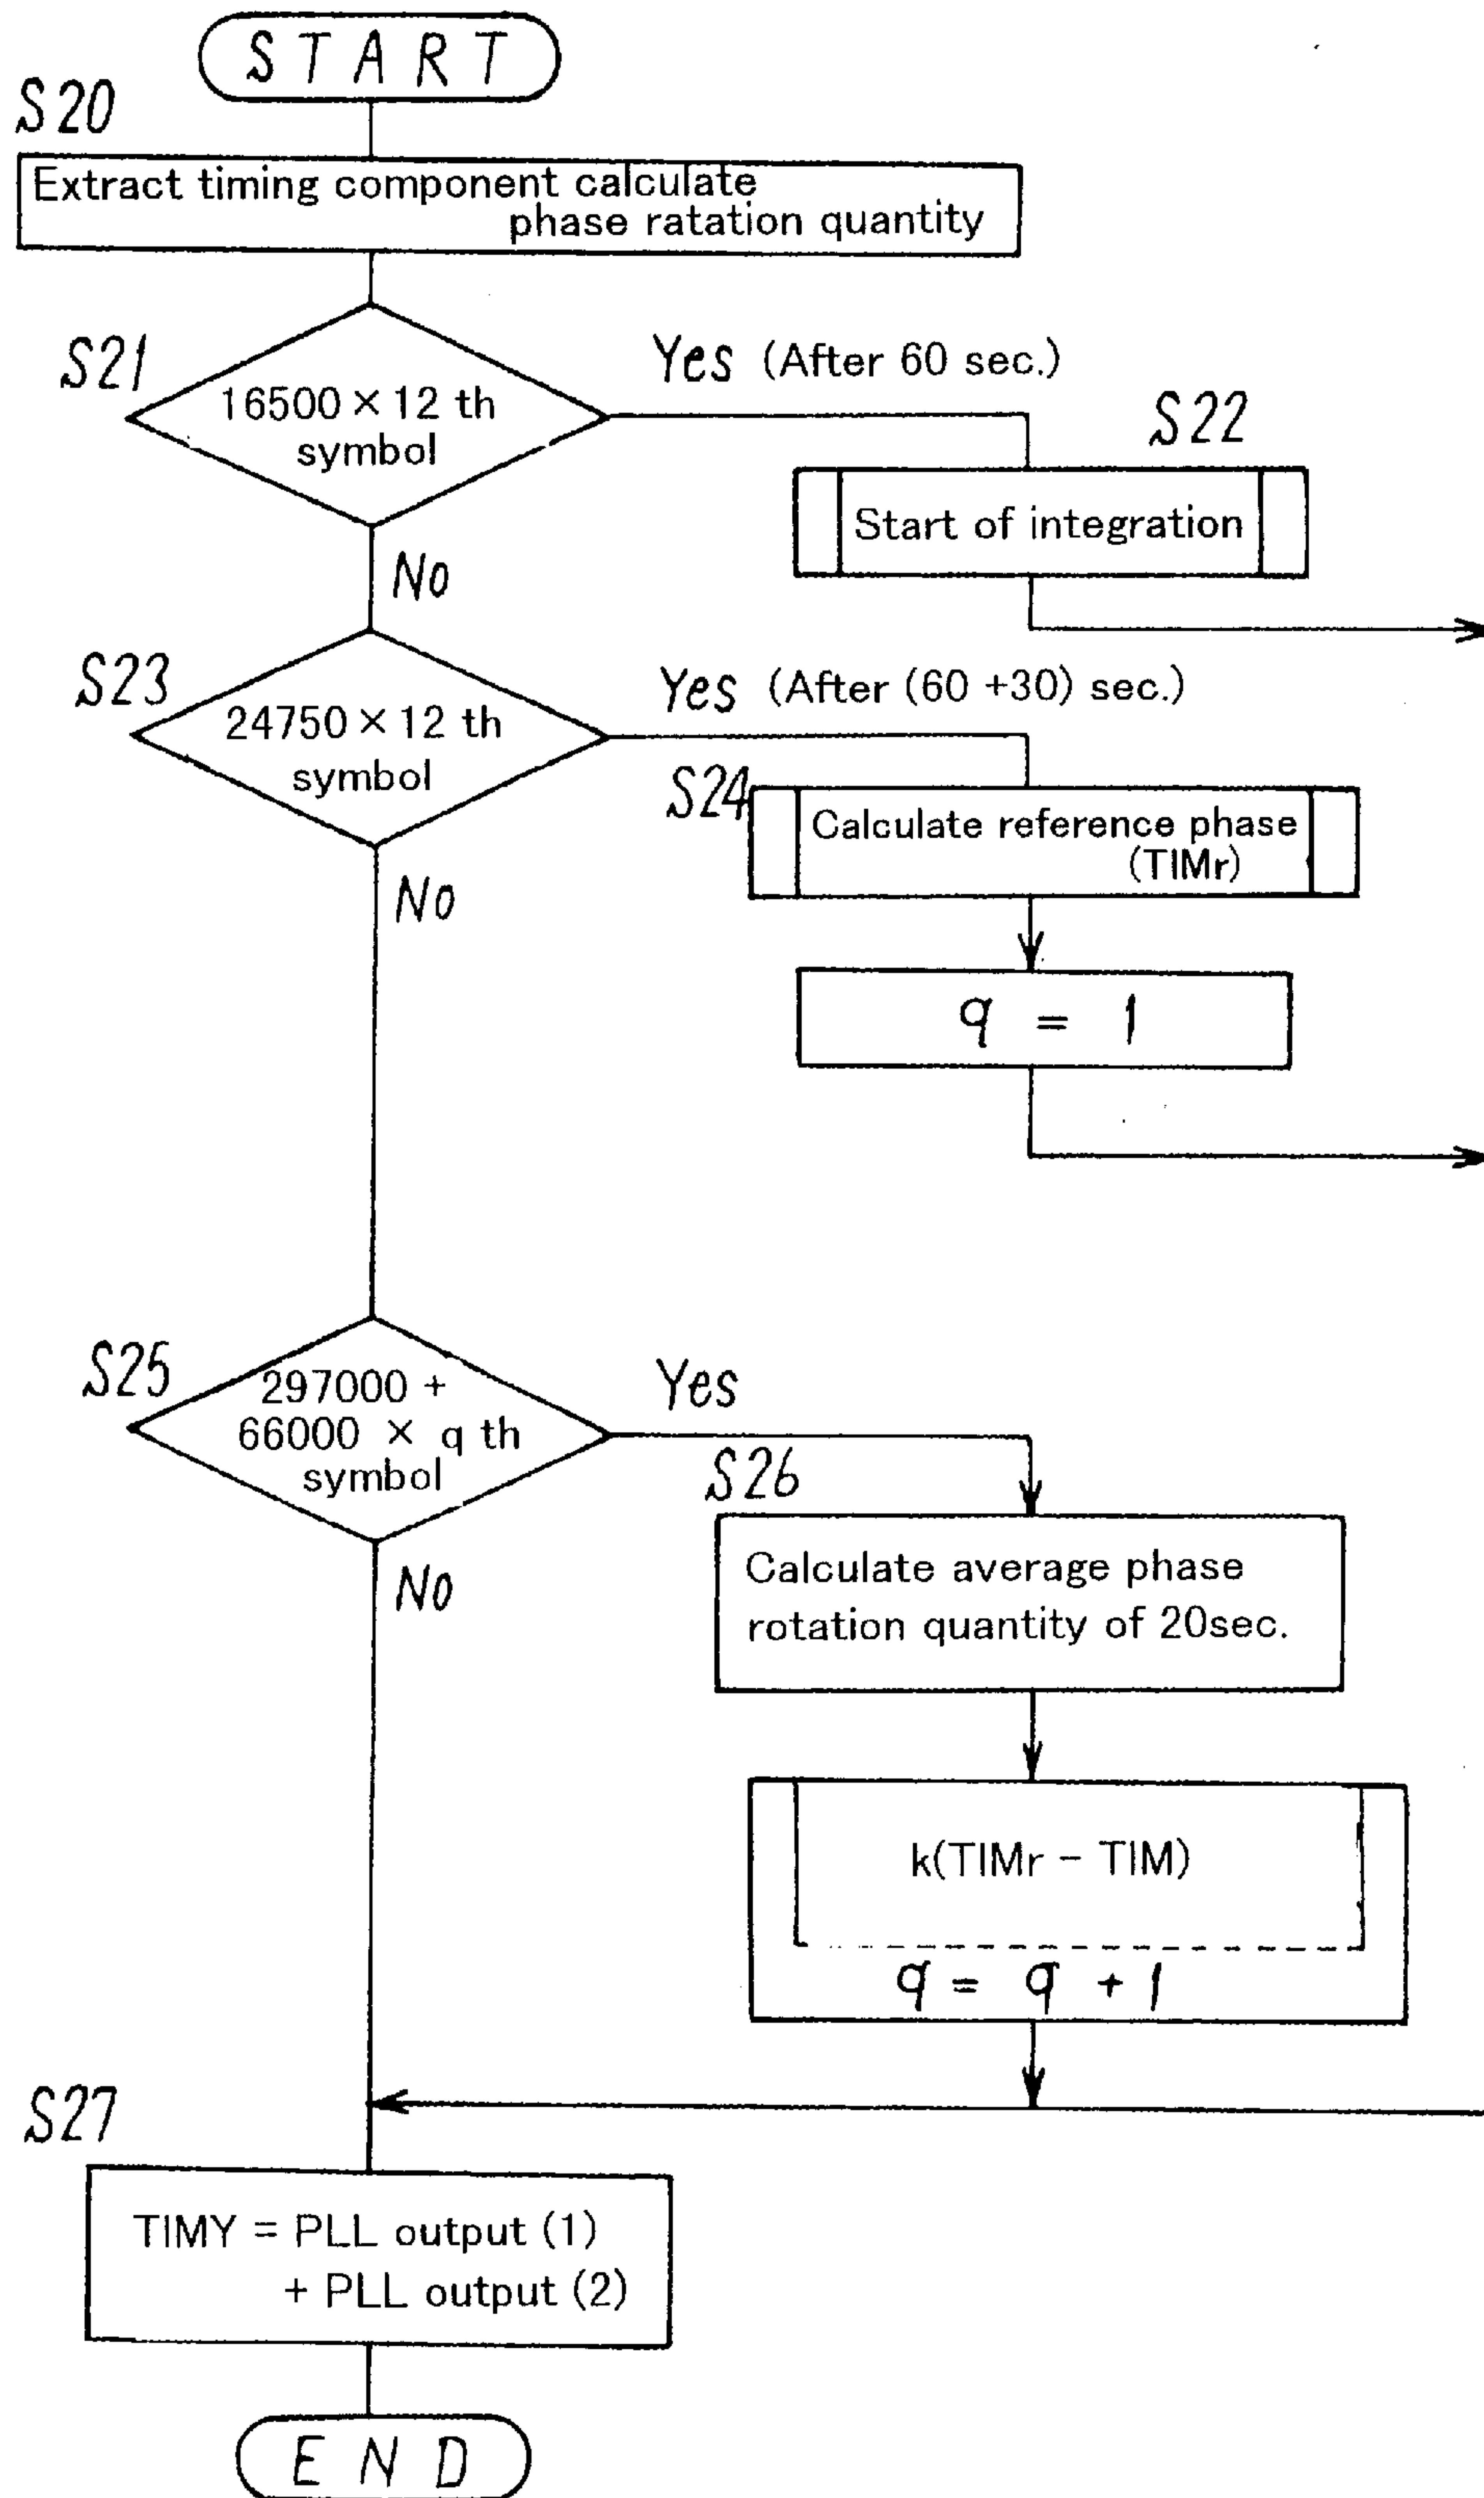 START
S20
Extract timing component calculate
phase ratation quantity
S21
16500 × 12 th
symbol
Yes (After 60 sec.)
S22
Start of integration
No
S23
24750 × 12 th
symbol
Yes (After (60 +30) sec.)
S24
Calculate reference phase
(TIMr)
No
q = 1
S25
297000 +
66000 × q th
symbol
Yes
S26
Calculate average phase
rotation quantity of 20sec.
No
k(TIMr - TIM)
q = q + 1
S27
TIMY = PLL output (1)
+ PLL output (2)
END